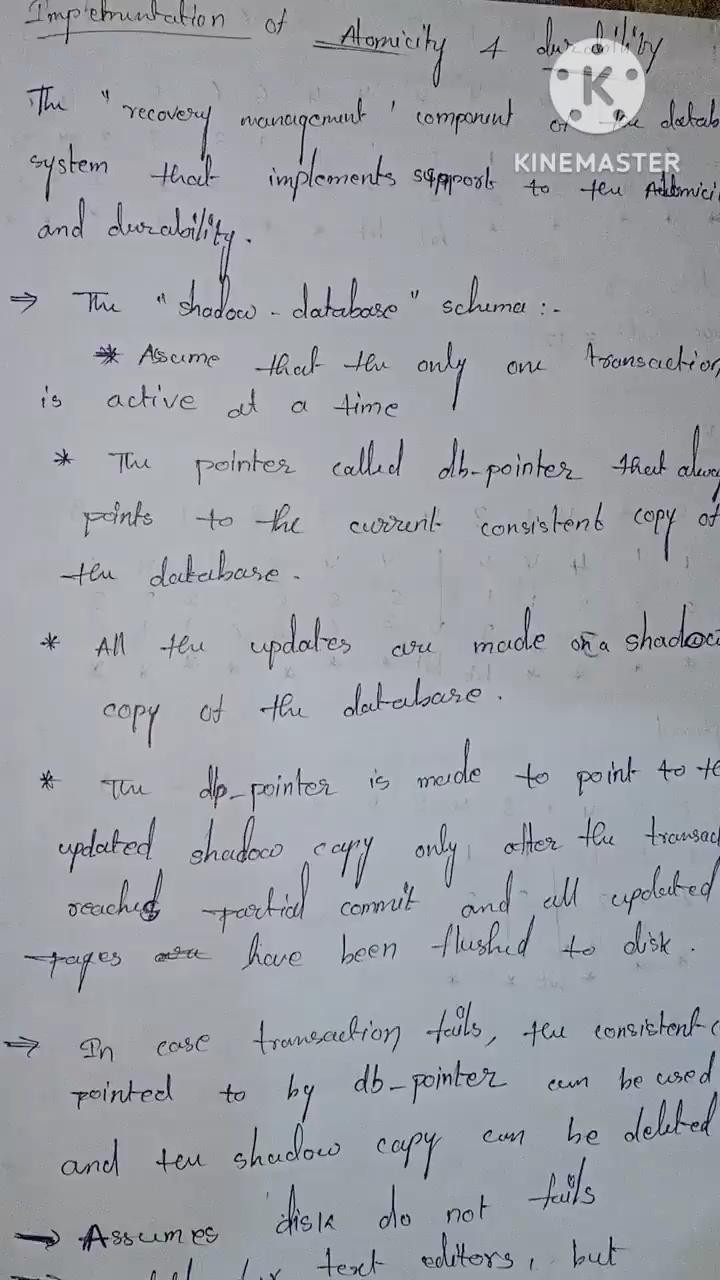 Implementation of Atomicity & durability
KINEMASTER
The "recovery management' component of the datab
system that implements support to the Atomici
and durability.
⇒ The "shadow-database" schema :-
* Assume that the only one transaction
is active at a time
* The pointer called db-pointer that alwa
points to the current consistent copy of
the database.
* All the updates are made on a shadow
copy of the database.
* The db-pointer is made to point to the
updated shadow copy only after the transac
reached partial commit and all updated
pages have been flushed to disk.
⇒ In case transaction fails, the consistent c
pointed to by db-pointer can be used
and the shadow copy can be deleted
→ Assumes disk do not fails
text editors, but